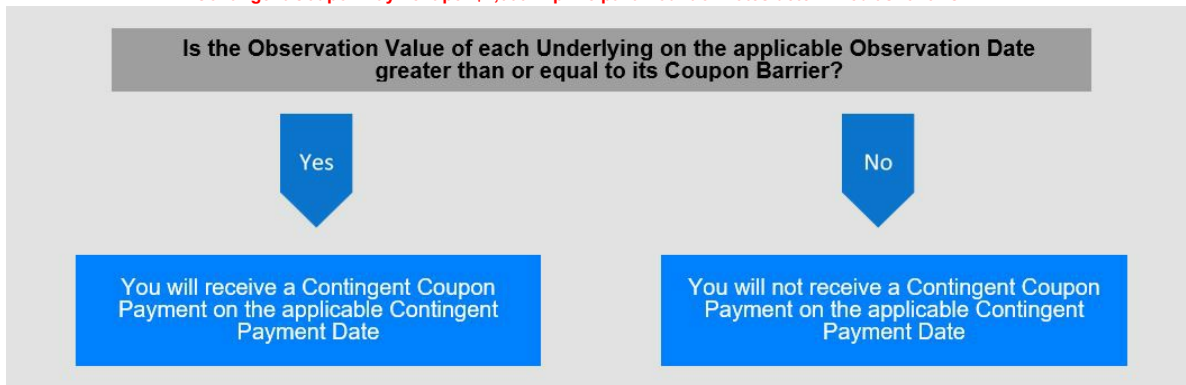 Is the Observation Value of each Underlying on the applicable Observation Date
greater than or equal to its Coupon Barrier?
Yes
No
You will receive a Contingent Coupon
Payment on the applicable Contingent
Payment Date
You will not receive a Contingent Coupon
Payment on the applicable Contingent
Payment Date